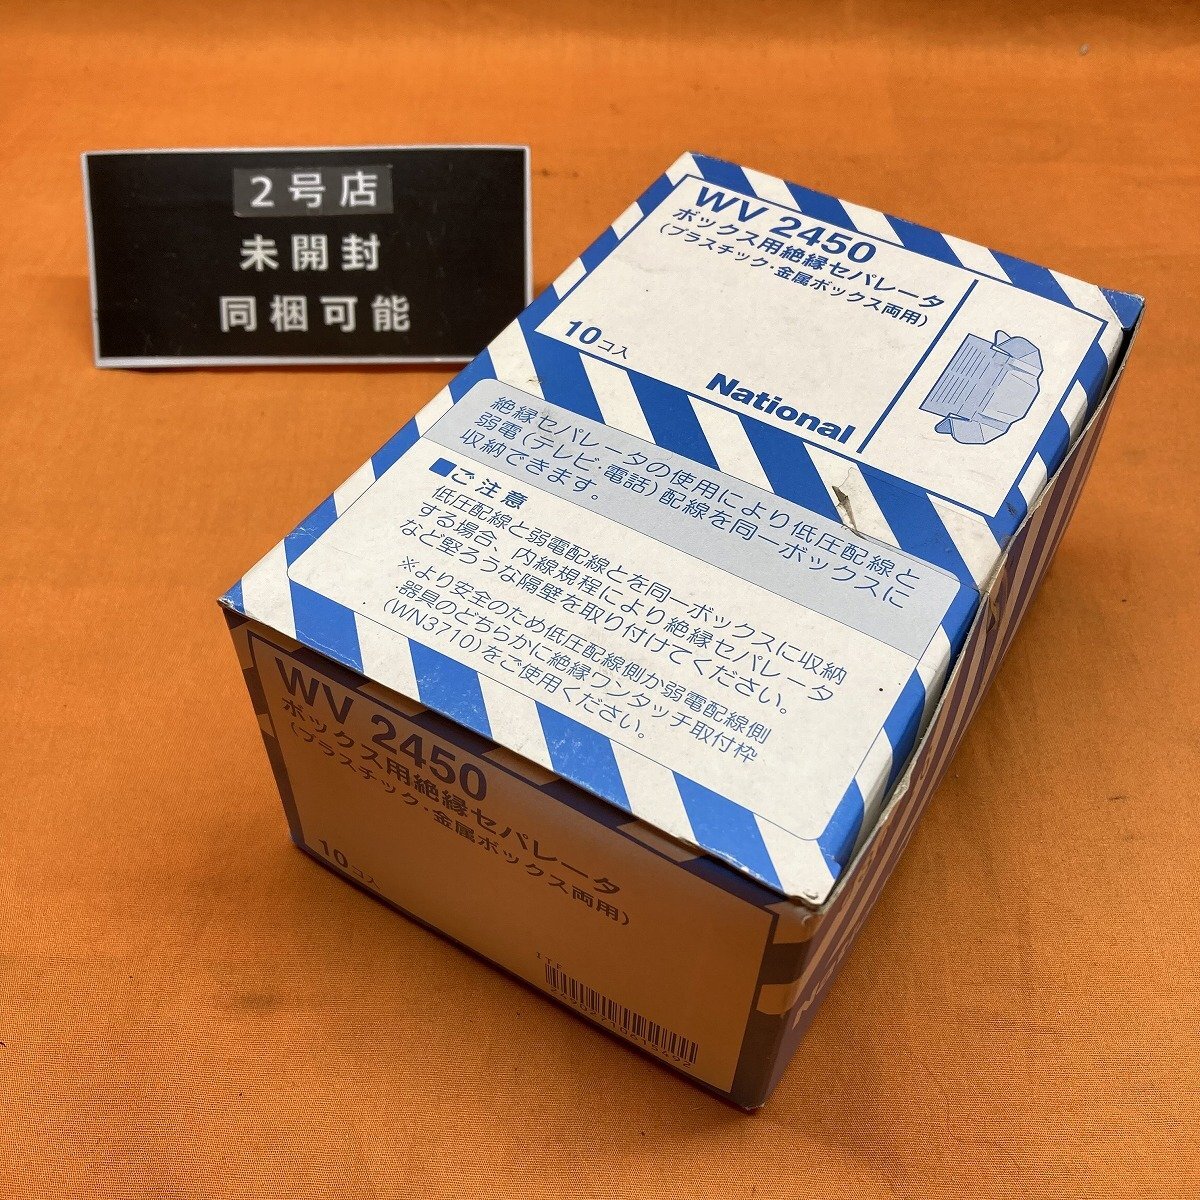 2号店
未開封
同梱可能
WV 2450
ボックス用絶縁セパレータ
(プラスチック・金属ボックス両用)
10コ入
National
絶縁セパレータの使用により低圧配線と
弱電(テレビ・電話)配線を同一ボックスに
収納できます。
■ご注意
低圧配線と弱電配線とを同一ボックスに収納
する場合、内線規程により絶縁セパレータ
など堅ろうな隔壁を取り付けてください。
※より安全のため低圧配線側か弱電配線側
器具のどちらかに絶縁ワンタッチ取付枠
(WN3710)をご使用ください。
WV 2450
ボックス用絶縁セパレータ
(プラスチック・金属ボックス両用)
10コ入
ITF